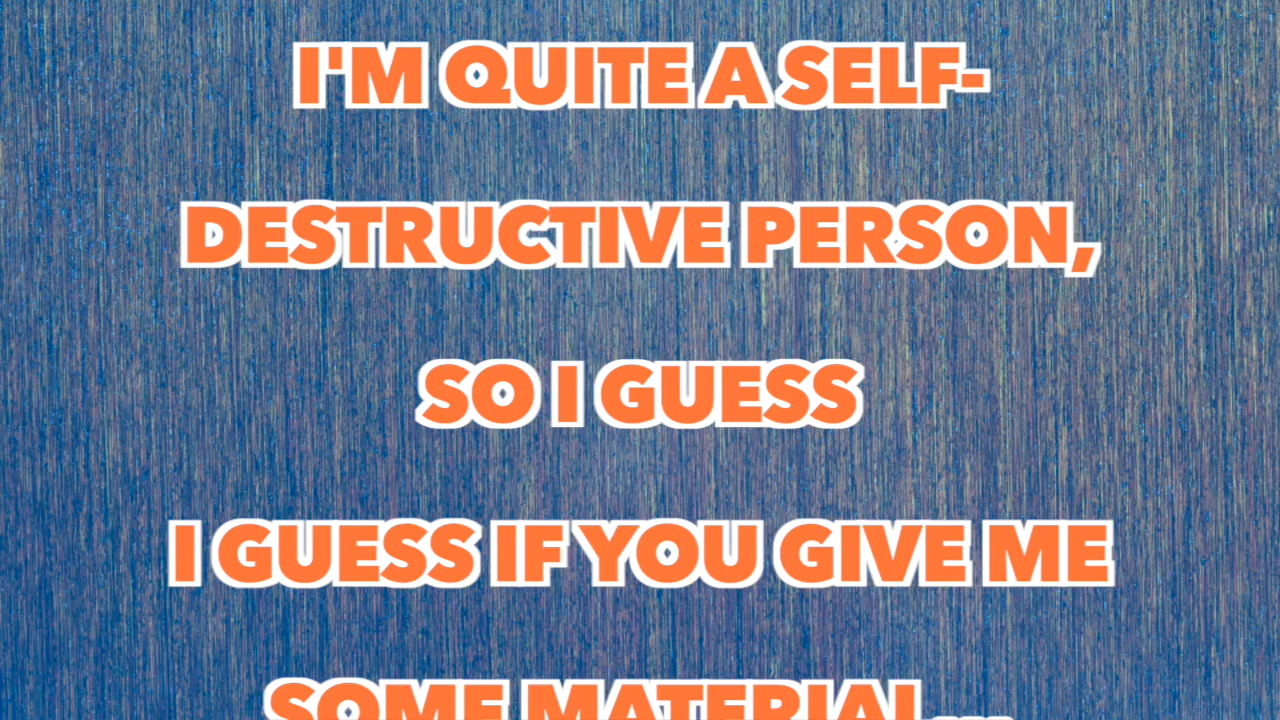 I'M QUITE A SELF-
DESTRUCTIVE PERSON,
SO I GUESS
I GUESS IF YOU GIVE ME
SOME MATERIAL...